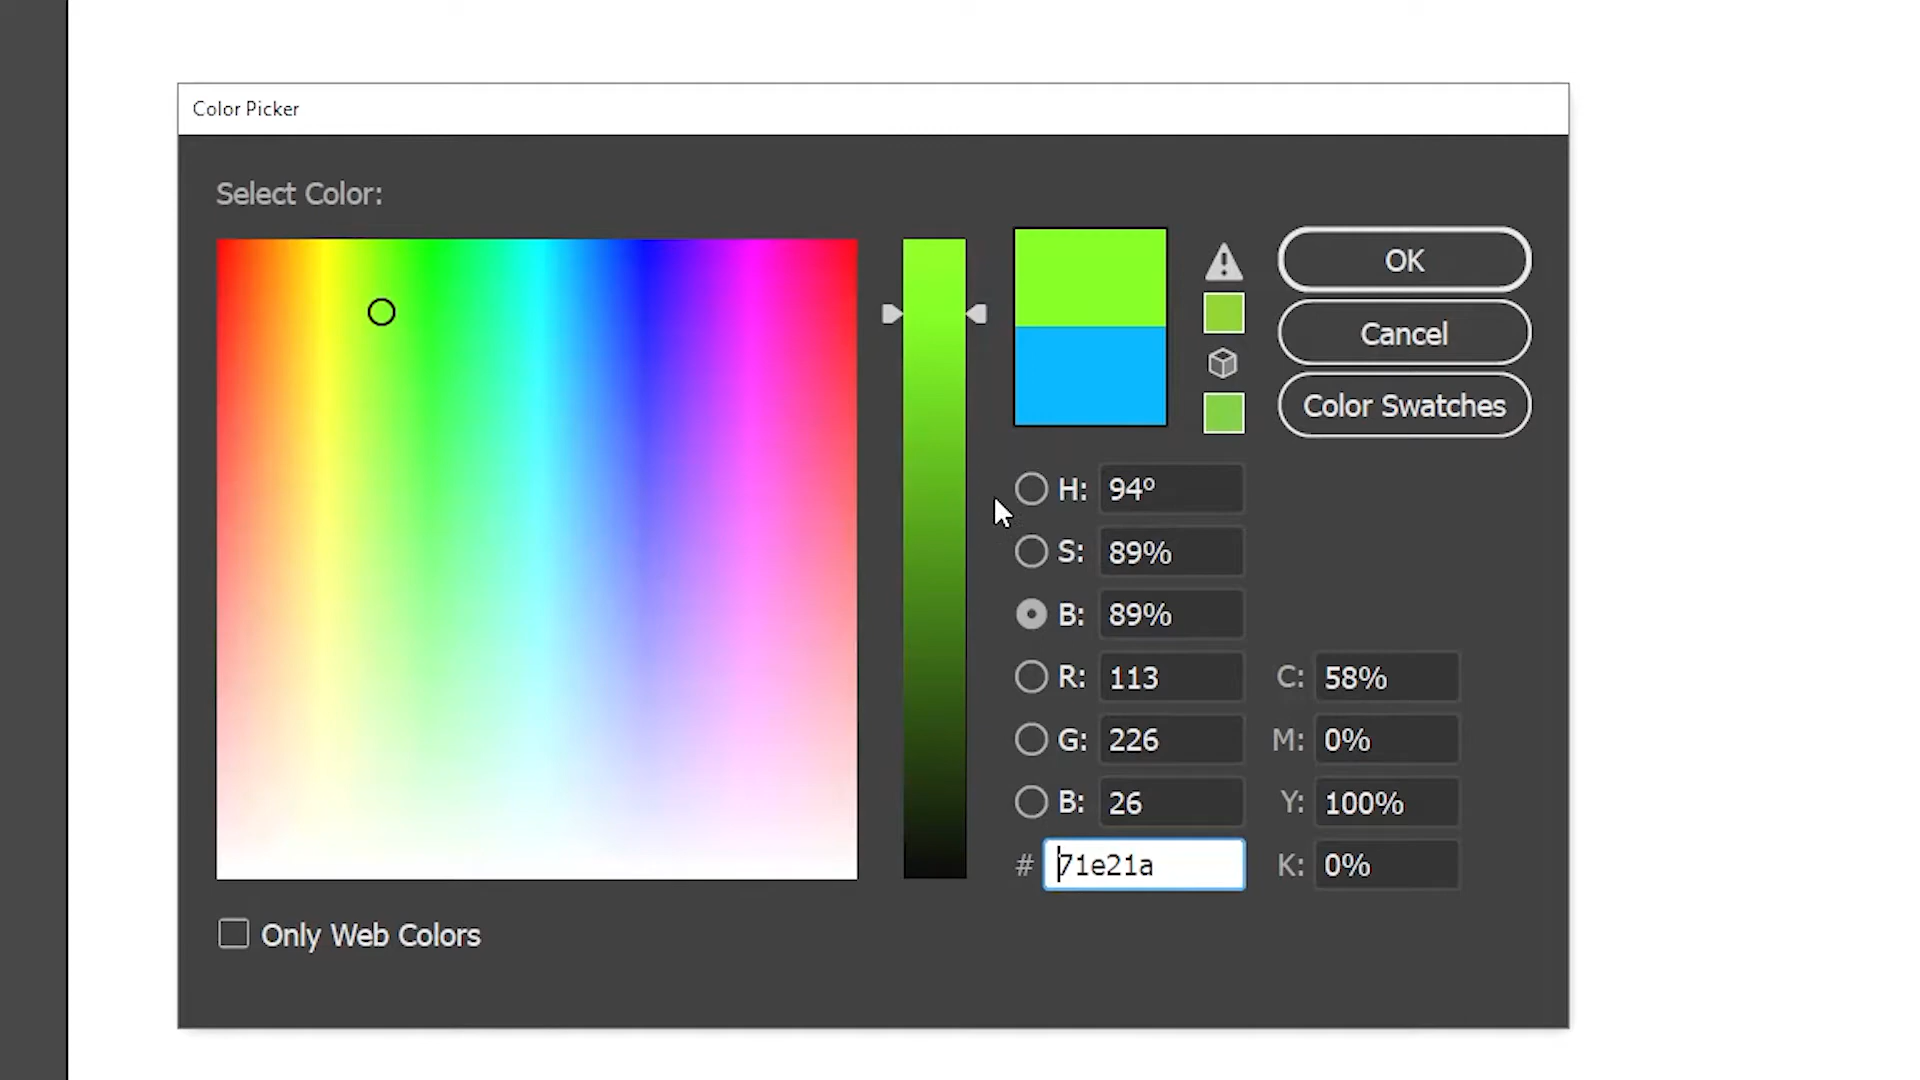 Color Picker
Select Color:
OK
Cancel
Color Swatches
H: 94°
S: 89%
B: 89%
R: 113
C: 58%
G: 226
M: 0%
B: 26
Y: 100%
# 71e21a
K: 0%
Only Web Colors